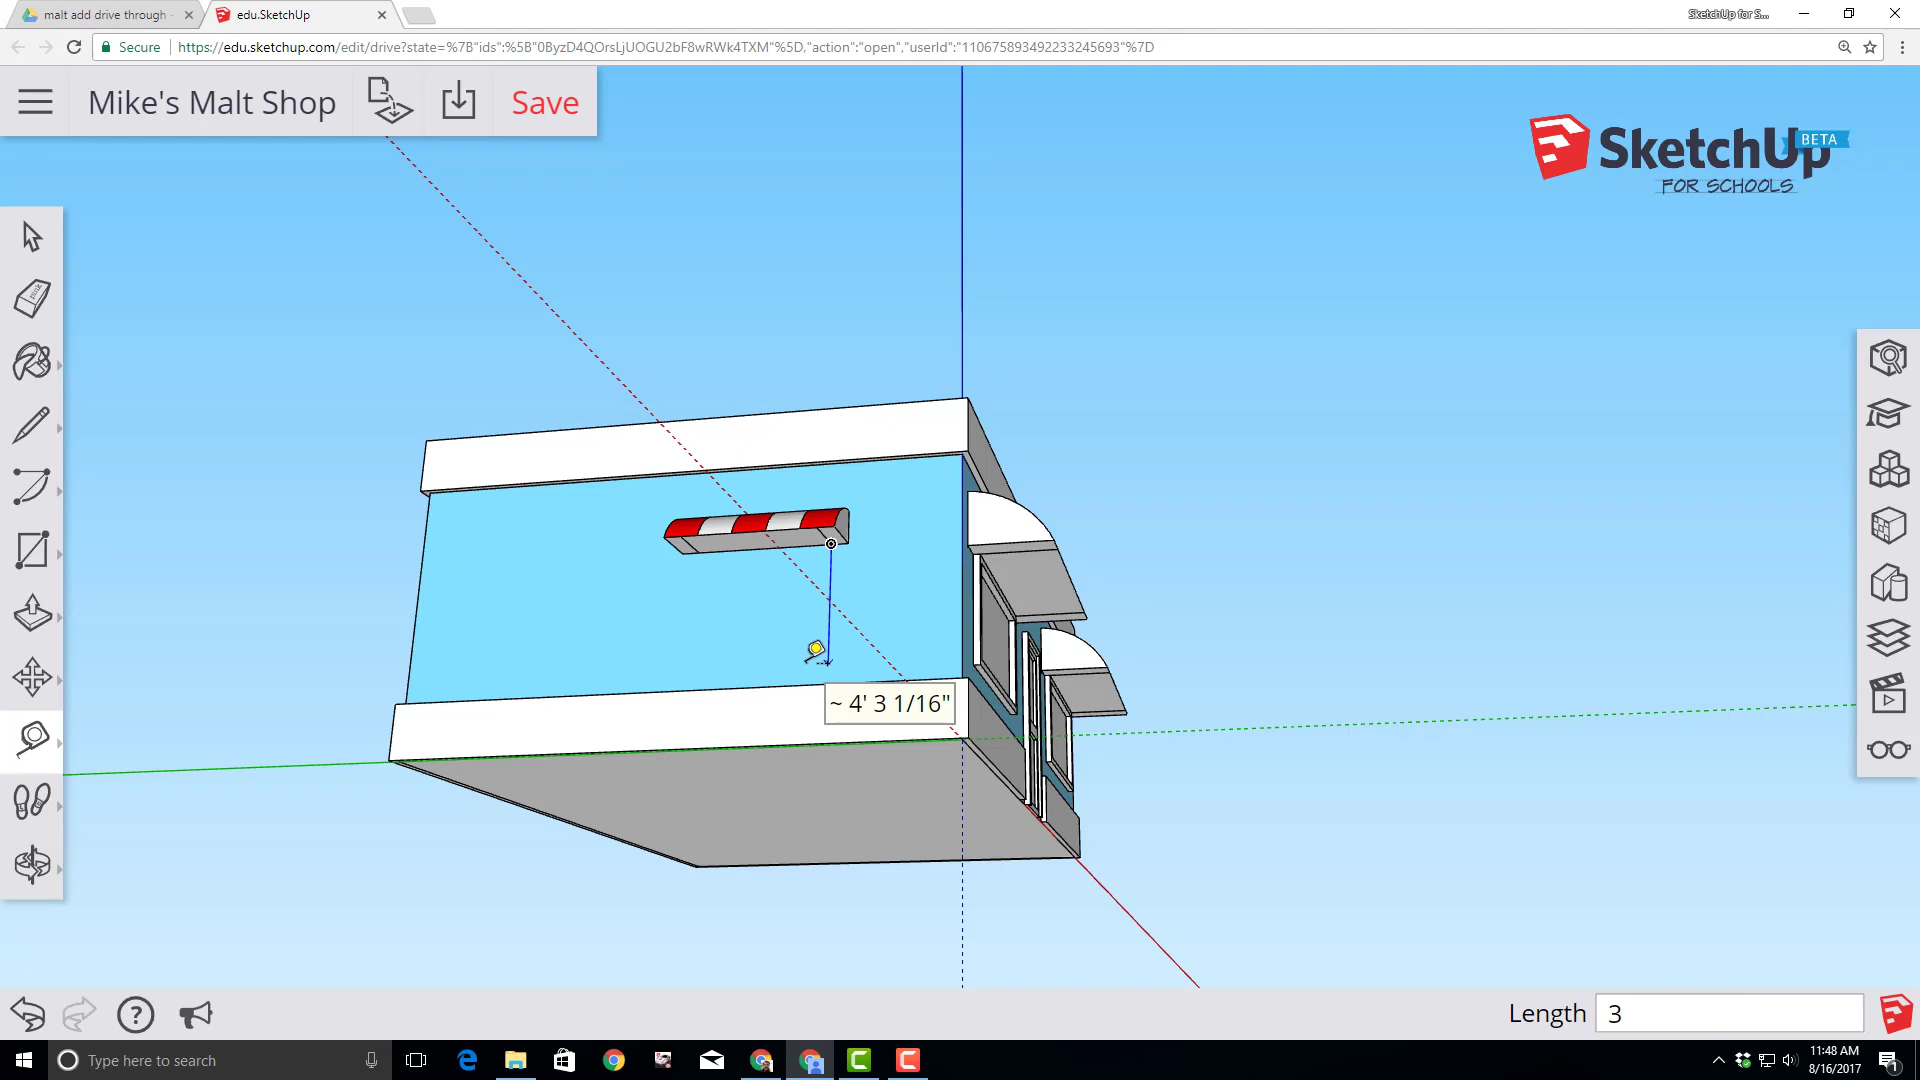 malt add drive through
edu.SketchUp
SketchUp for S...
Secure
https://edu.sketchup.com/edit/drive?state=%7B"ids":%5B"0ByzD4QOrsLjUOGU2bF8wRWk4TXM"%5D,"action":"open","userId":"110675893492233245693"%7D
Mike's Malt Shop
Save
SketchUp
BETA
FOR SCHOOLS
~ 4' 3 1/16"
Length
3
Type here to search
11:48 AM
8/16/2017
1